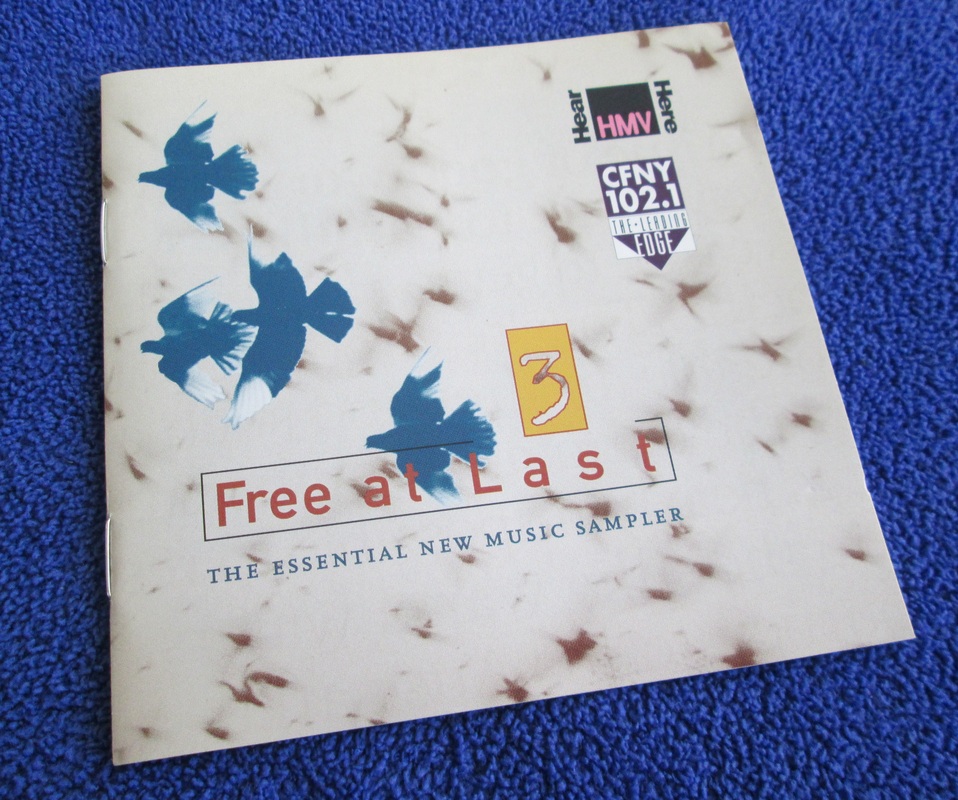 Hear
HMV
Here
CFNY
102.1
THE•LEADING
EDGE
3
Free at Last
THE ESSENTIAL NEW MUSIC SAMPLER